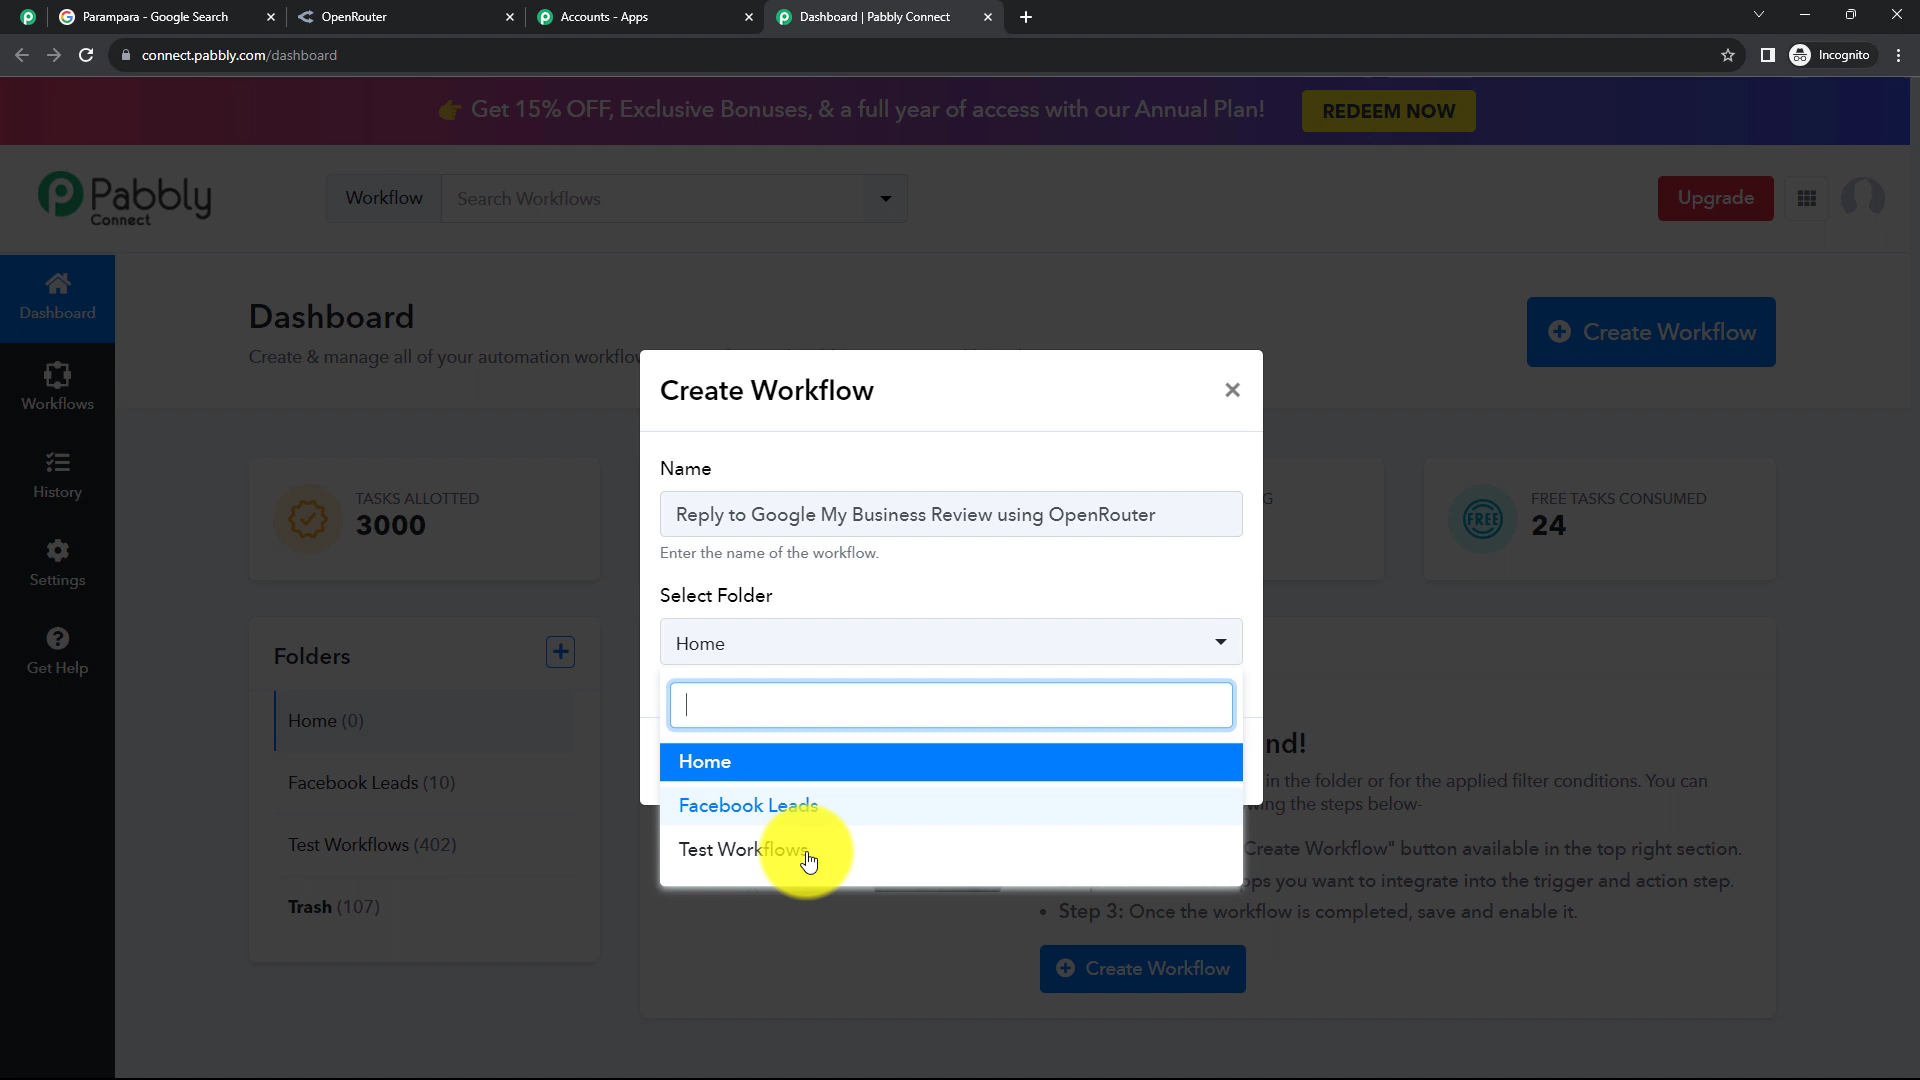 Parampara - Google Search
OpenRouter
Accounts - Apps
Dashboard | Pabbly Connect
connect.pabbly.com/dashboard
Incognito
👉 Get 15% OFF, Exclusive Bonuses, & a full year of access with our Annual Plan!
REDEEM NOW
Pabbly
Connect
Workflow
Search Workflows
Upgrade
Dashboard
Workflows
History
Settings
Get Help
Dashboard
Create & manage all of your automation workflo
Create Workflow
TASKS ALLOTTED
3000
G
FREE
FREE TASKS CONSUMED
24
Folders
Home (0)
Facebook Leads (10)
Test Workflows (402)
Trash (107)
Create Workflow
Name
Reply to Google My Business Review using OpenRouter
Enter the name of the workflow.
Select Folder
Home
Home
Facebook Leads
Test Workflows
nd!
in the folder or for the applied filter conditions. You can
wing the steps below-
Create Workflow" button available in the top right section.
ps you want to integrate into the trigger and action step.
• Step 3: Once the workflow is completed, save and enable it.
Create Workflow